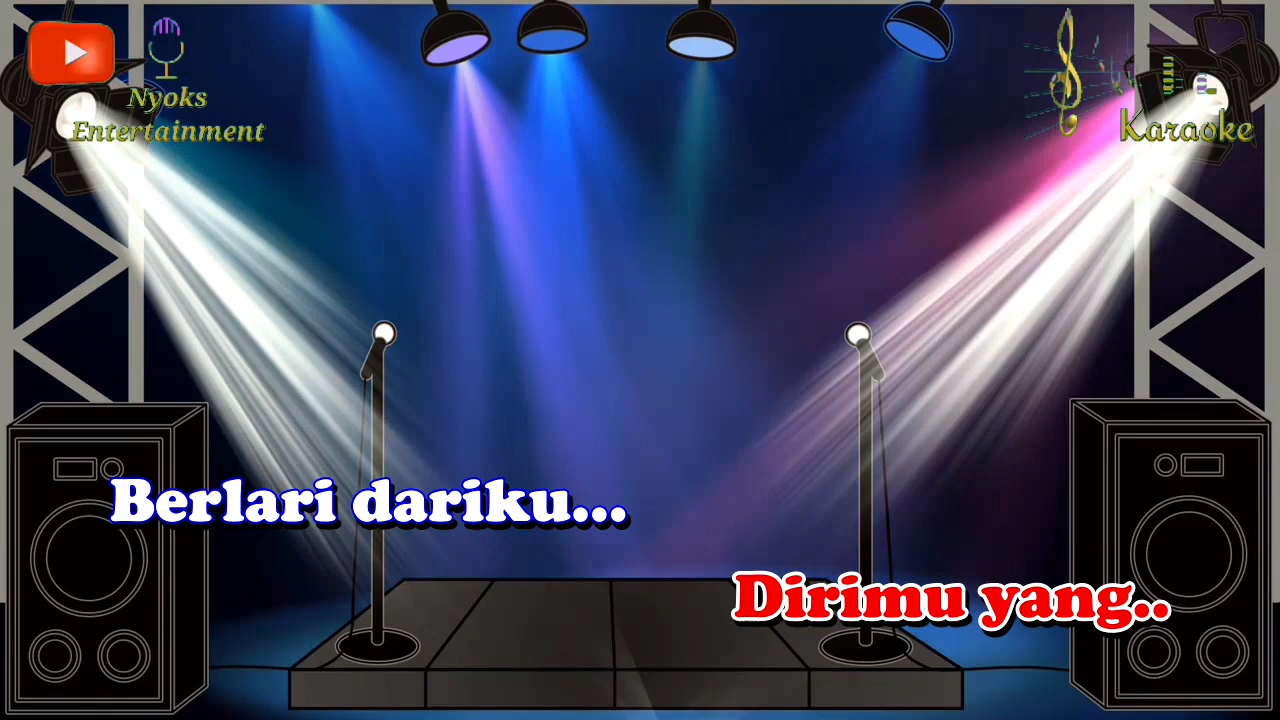 Nyoks
Entertainment
Karaoke
Berlari dariku...
Dirimu yang..